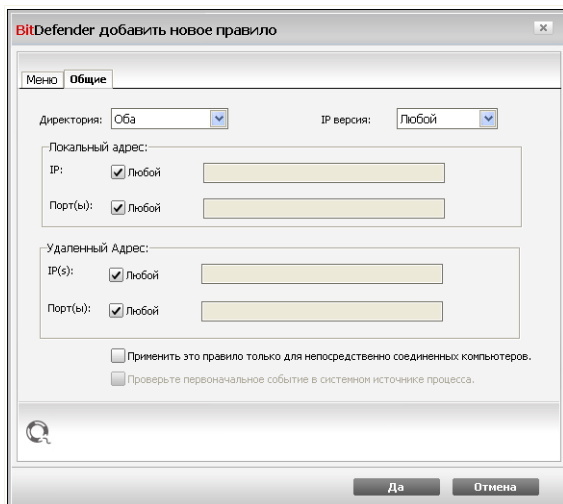 BitDefender добавить новое правило
Меню Общие
Директория: Оба IP версия: Любой
Локальный адрес:
IP: Любой
Порт(ы): Любой
Удаленный Адрес:
IP(s): Любой
Порт(ы): Любой
Применить это правило только для непосредственно соединенных компьютеров.
Проверьте первоначальное событие в системном источнике процесса.
Да Отмена